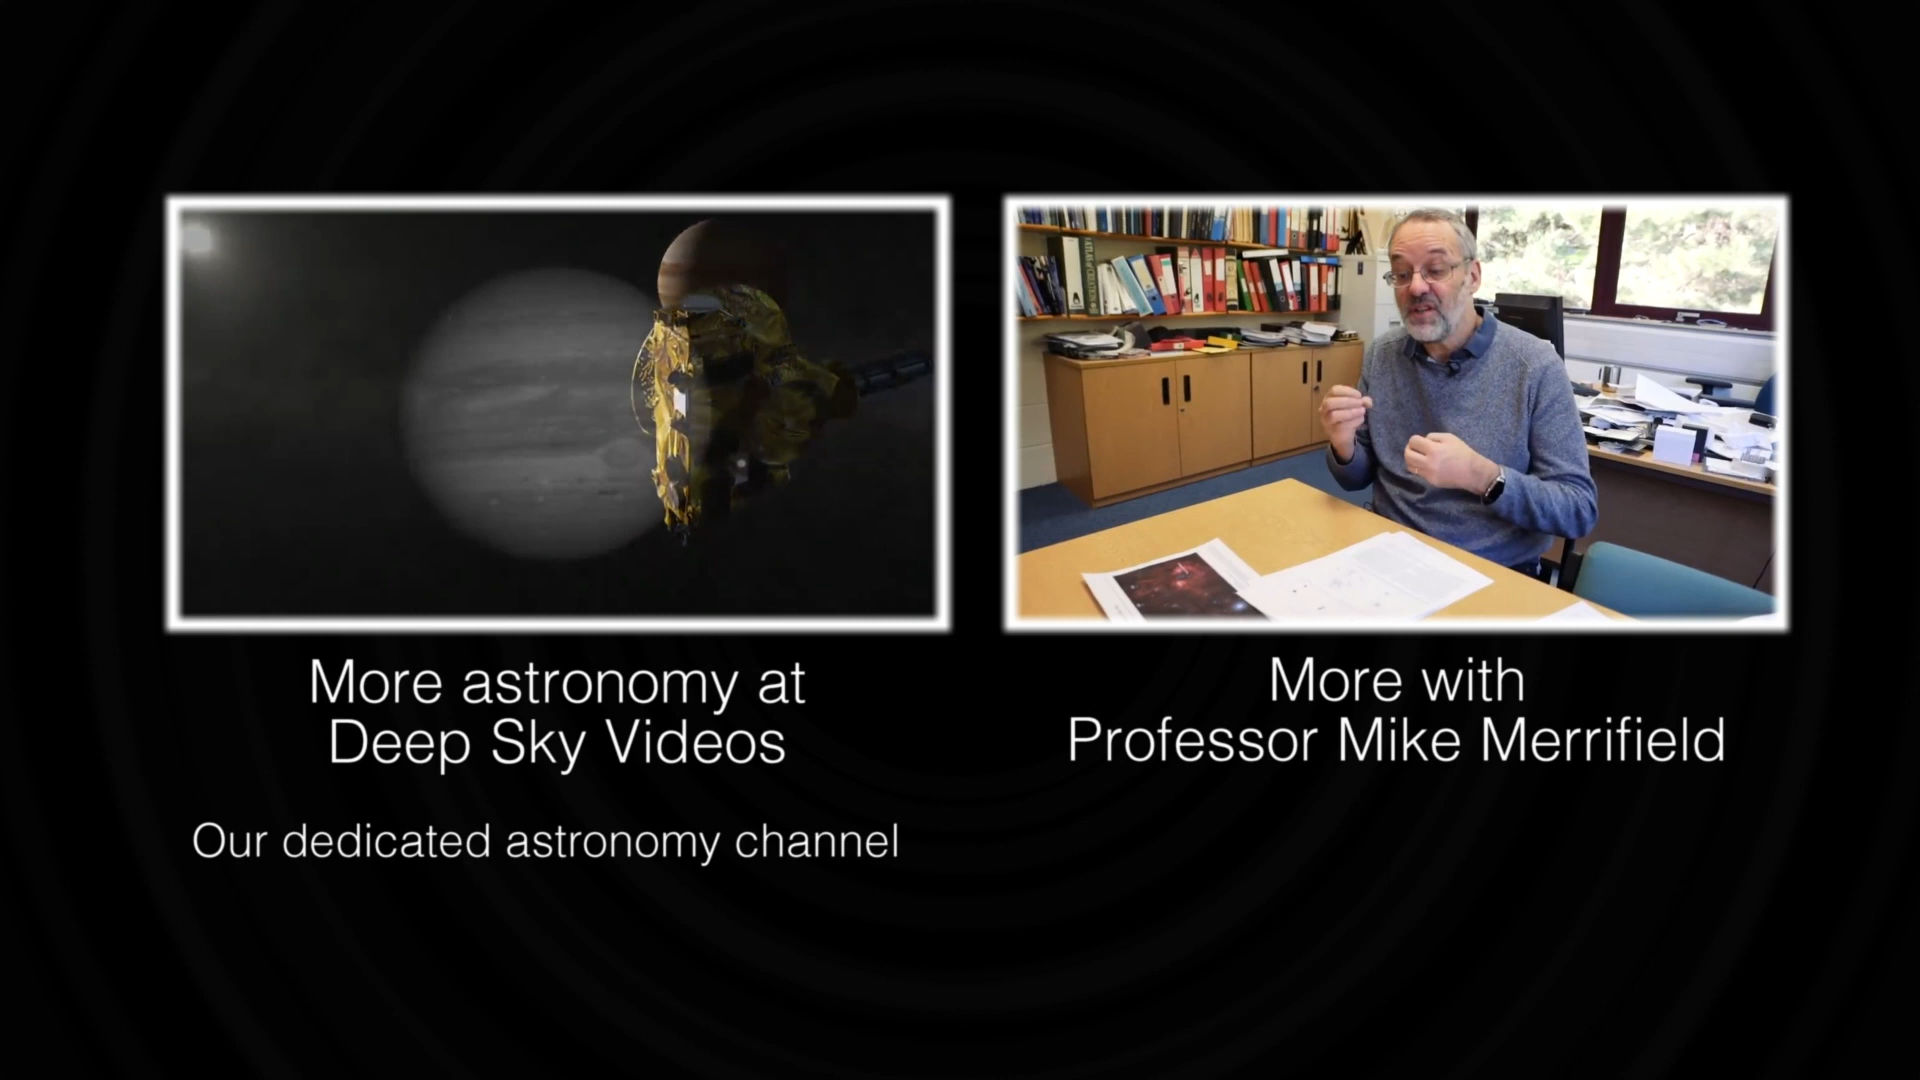 More astronomy at
Deep Sky Videos
Our dedicated astronomy channel
More with
Professor Mike Merrifield